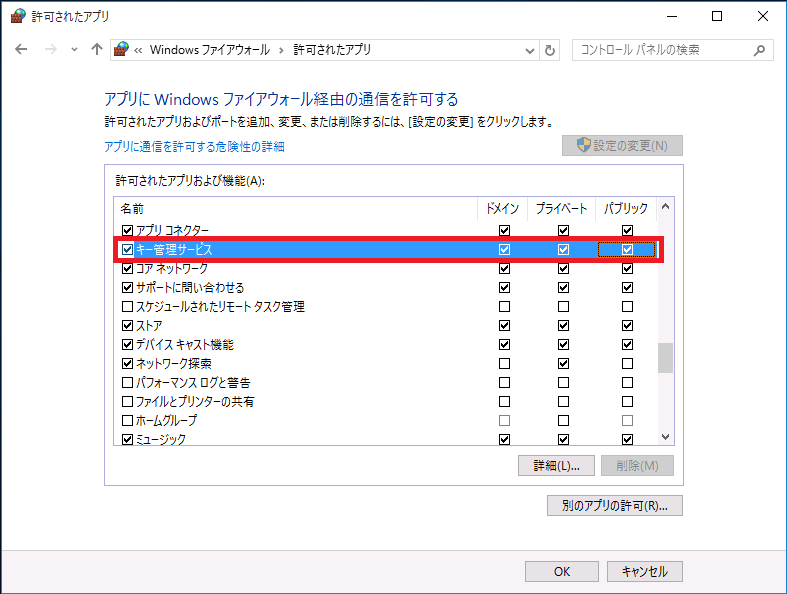 許可されたアプリ
« Windows ファイアウォール › 許可されたアプリ
コントロール パネルの検索
アプリに Windows ファイアウォール経由の通信を許可する
許可されたアプリおよびポートを追加、変更、または削除するには、[設定の変更] をクリックします。
アプリに通信を許可する危険性の詳細
設定の変更(N)
許可されたアプリおよび機能(A):
名前 ドメイン プライベート パブリック
アプリ コネクター
キー管理サービス
コア ネットワーク
サポートに問い合わせる
スケジュールされたリモート タスク管理
ストア
デバイス キャスト機能
ネットワーク探索
パフォーマンス ログと警告
ファイルとプリンターの共有
ホームグループ
ミュージック
詳細(L)... 削除(M)
別のアプリの許可(R)...
OK キャンセル